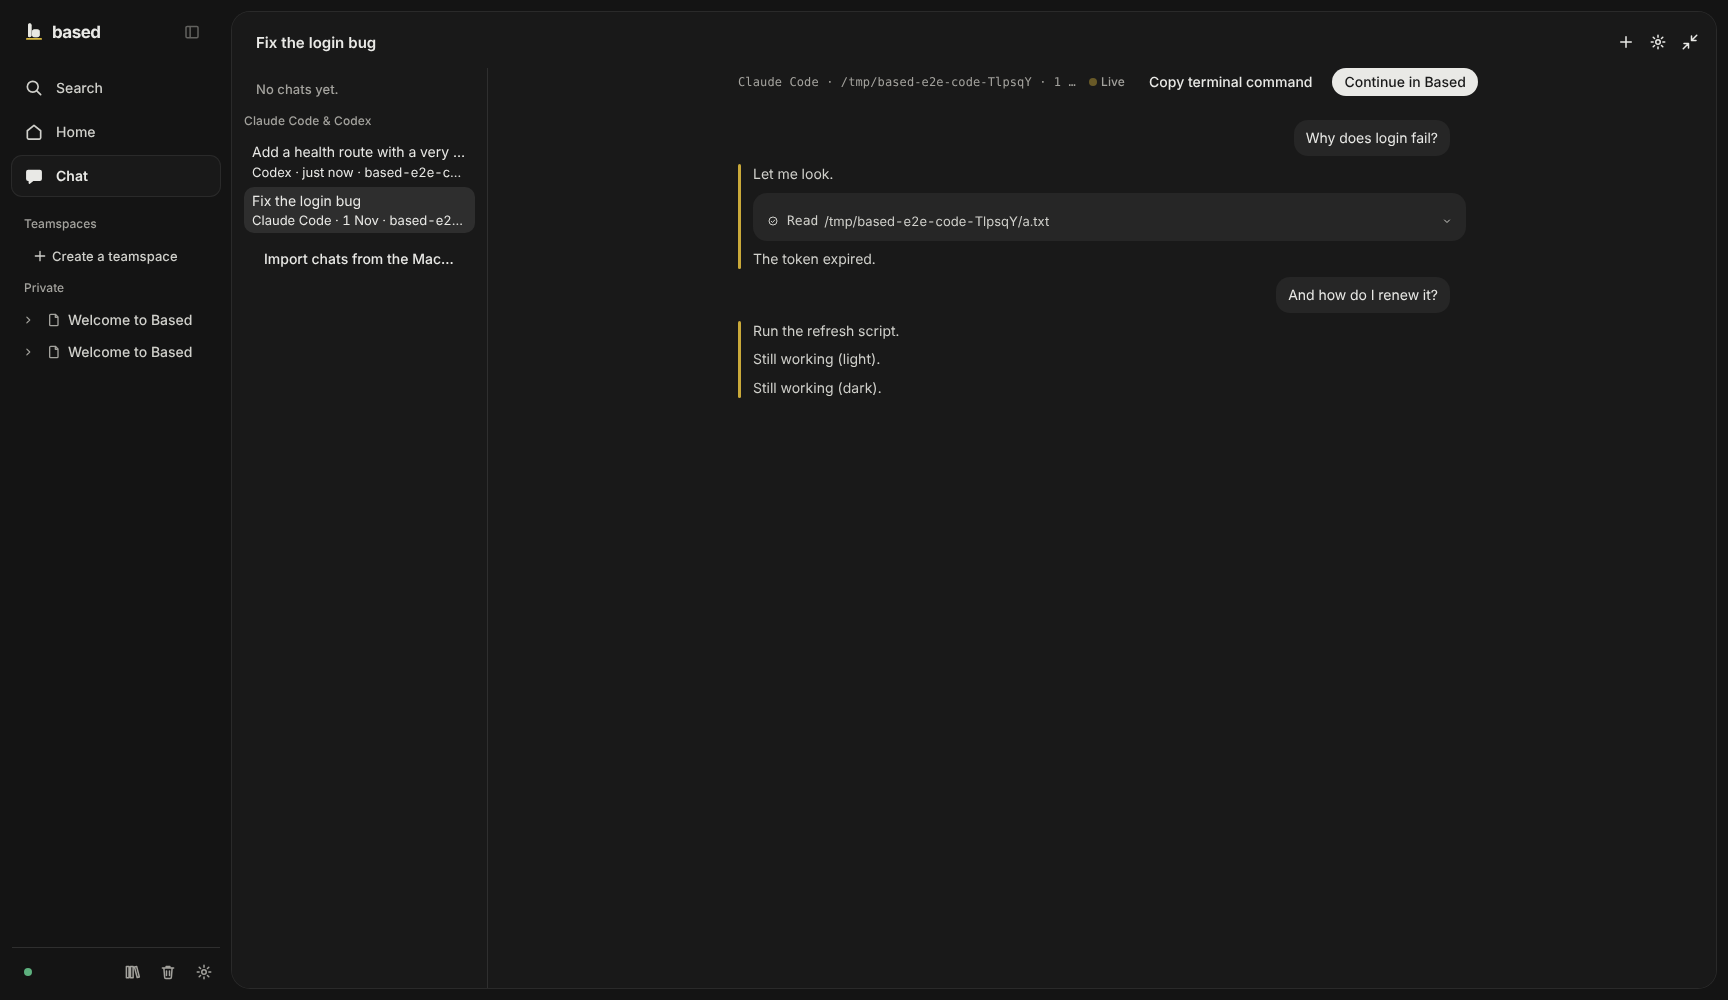 based
Search
Home
Chat
Teamspaces
Create a teamspace
Private
Welcome to Based
Welcome to Based
Fix the login bug
No chats yet.
Claude Code & Codex
Add a health route with a very ...
Codex · just now · based-e2e-c...
Fix the login bug
Claude Code · 1 Nov · based-e2...
Import chats from the Mac...
Claude Code · /tmp/based-e2e-code-TlpsqY · 1 … Live Copy terminal command Continue in Based
Why does login fail?
Let me look.
Read /tmp/based-e2e-code-TlpsqY/a.txt
The token expired.
And how do I renew it?
Run the refresh script.
Still working (light).
Still working (dark).